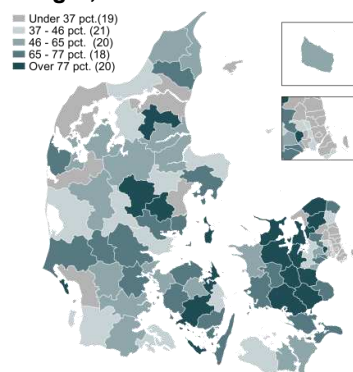 Under 37 pct.(19)
37 - 46 pct. (21)
46 - 65 pct. (20)
65 - 77 pct. (18)
Over 77 pct. (20)